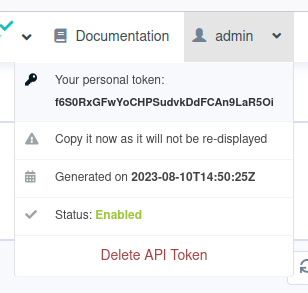 Documentation
admin
Your personal token:
f6S0RxGFwYoCHPSudvkDdFCAn9LaR5Oi
Copy it now as it will not be re-displayed
Generated on 2023-08-10T14:50:25Z
Status: Enabled
Delete API Token